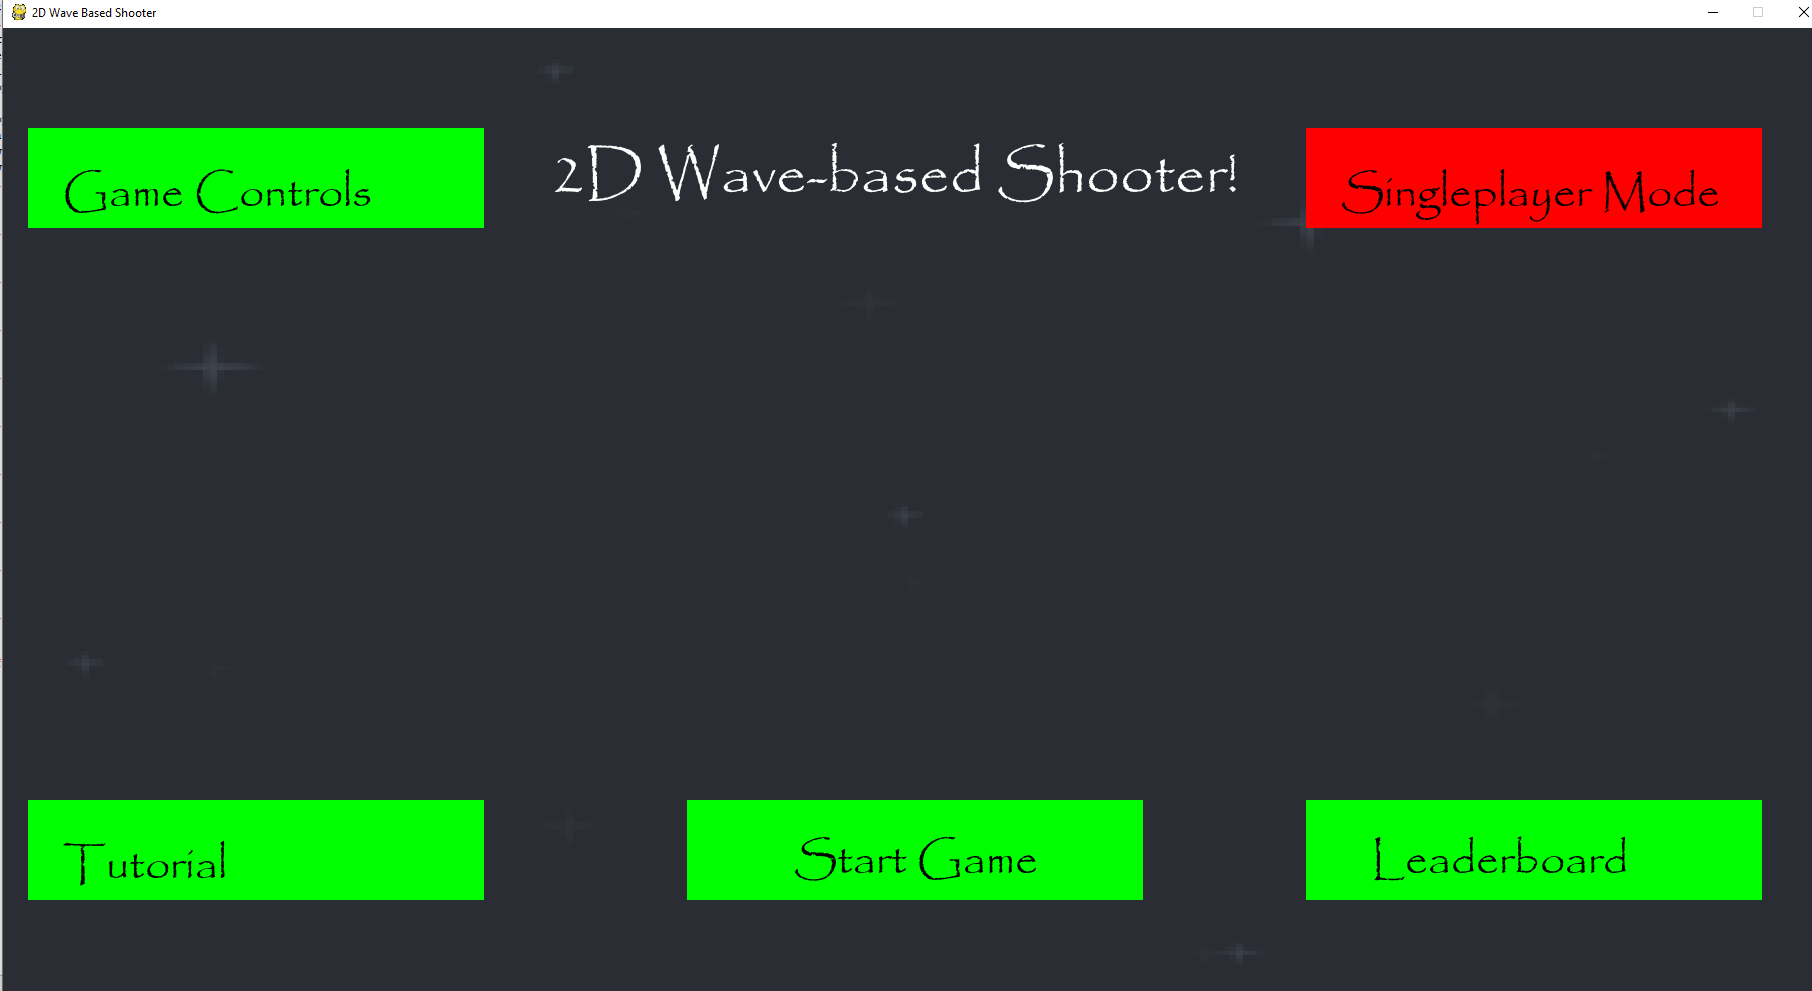 2D Wave Based Shooter
Game Controls
2D Wave-based Shooter!
Singleplayer Mode
Tutorial
Start Game
Leaderboard